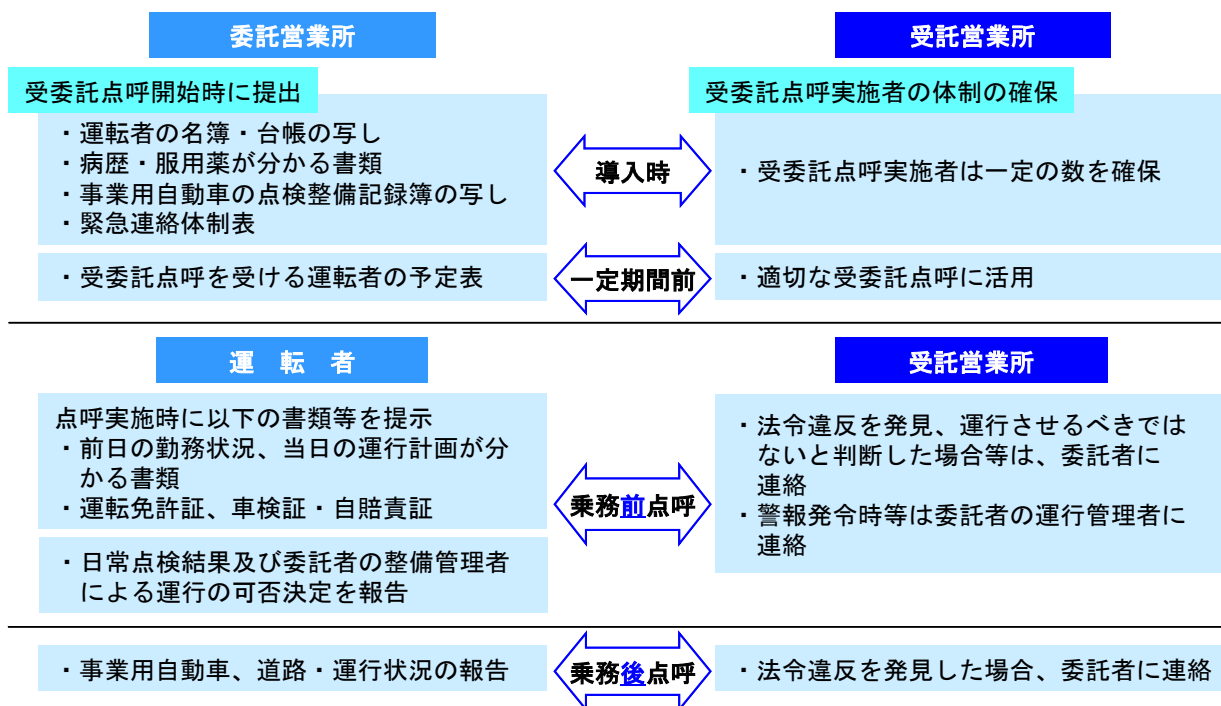 委託営業所
受託営業所
受委託点呼開始時に提出
・運転者の名簿・台帳の写し
・病歴・服用薬が分かる書類
・事業用自動車の点検整備記録簿の写し
・緊急連絡体制表
導入時
受委託点呼実施者の体制の確保
・受委託点呼実施者は一定の数を確保
・受委託点呼を受ける運転者の予定表
一定期間前
・適切な受委託点呼に活用
運 転 者
受託営業所
点呼実施時に以下の書類等を提示
・前日の勤務状況、当日の運行計画が分
かる書類
・運転免許証、車検証・自賠責証
・日常点検結果及び委託者の整備管理者
による運行の可否決定を報告
乗務前点呼
・法令違反を発見、運行させるべきでは
ないと判断した場合等は、委託者に
連絡
・警報発令時等は委託者の運行管理者に
連絡
・事業用自動車、道路・運行状況の報告
乗務後点呼
・法令違反を発見した場合、委託者に連絡